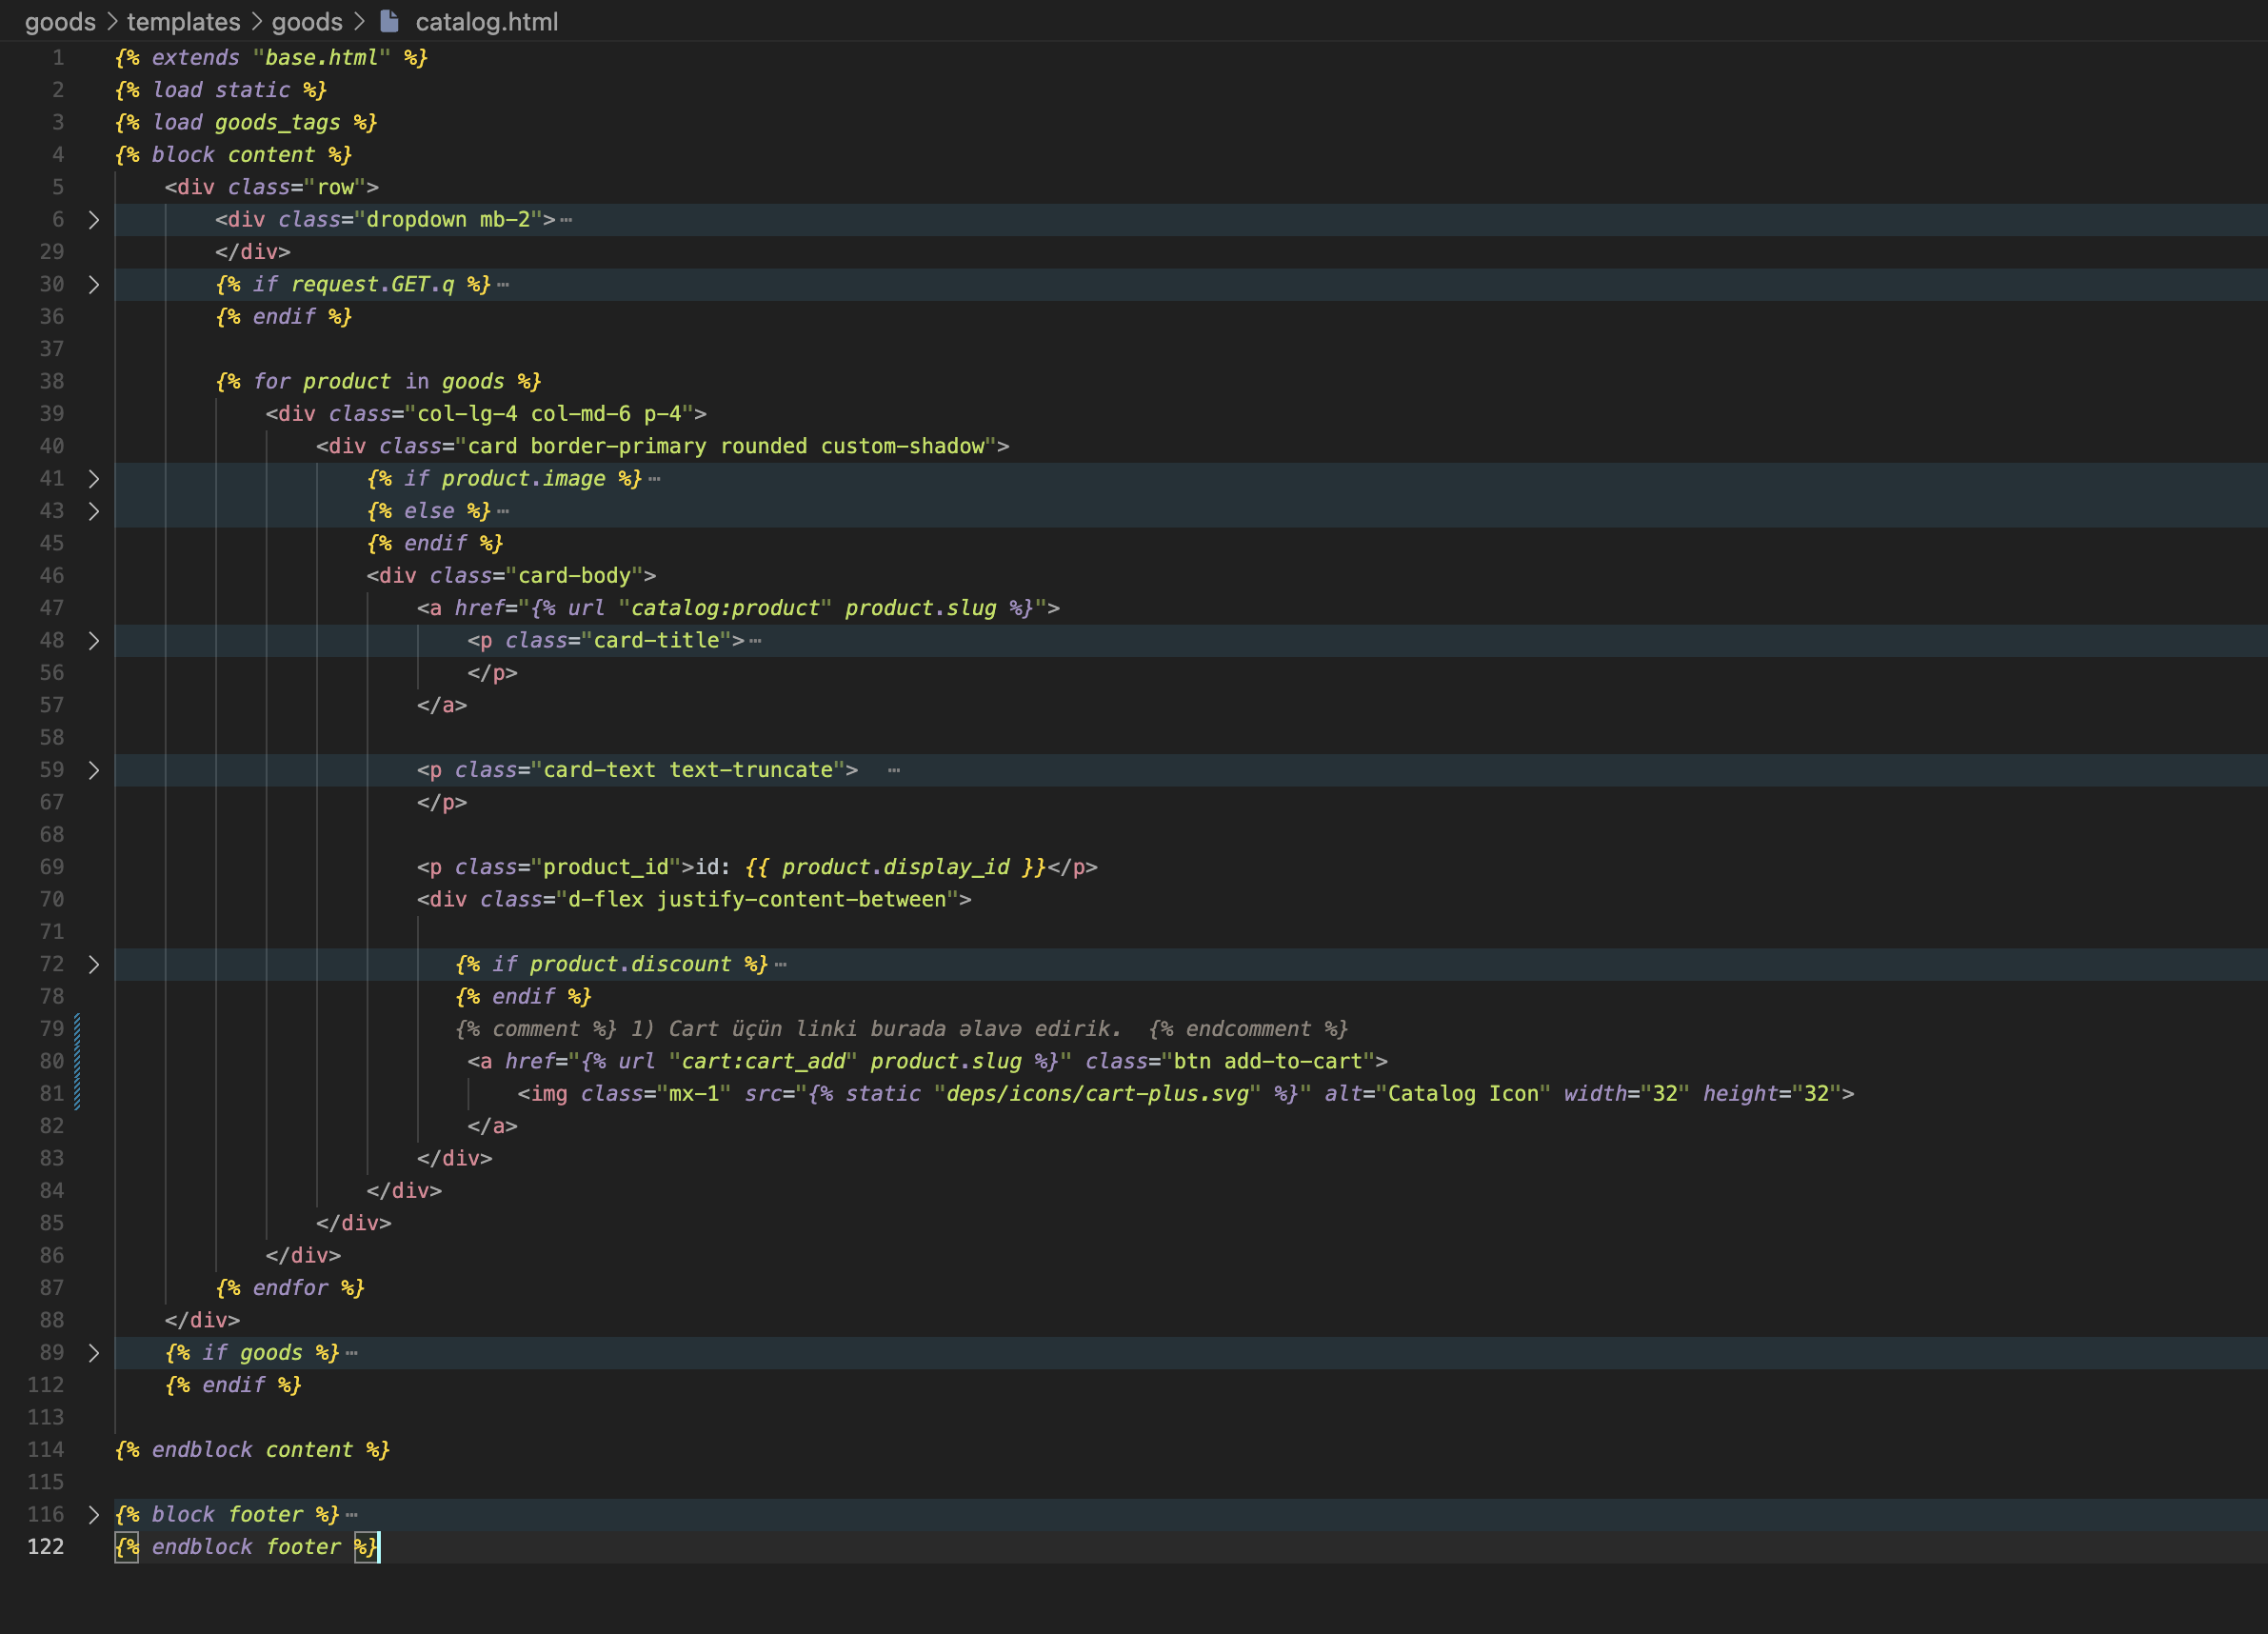 goods > templates > goods > catalog.html
1 {% extends "base.html" %}
2 {% load static %}
3 {% load goods_tags %}
4 {% block content %}
5 <div class="row">
6 <div class="dropdown mb-2">…
29 </div>
30 {% if request.GET.q %}…
36 {% endif %}
37
38 {% for product in goods %}
39 <div class="col-lg-4 col-md-6 p-4">
40 <div class="card border-primary rounded custom-shadow">
41 {% if product.image %}…
43 {% else %}…
45 {% endif %}
46 <div class="card-body">
47 <a href="{% url "catalog:product" product.slug %}">
48 <p class="card-title">…
56 </p>
57 </a>
58
59 <p class="card-text text-truncate"> …
67 </p>
68
69 <p class="product_id">id: {{ product.display_id }}</p>
70 <div class="d-flex justify-content-between">
71
72 {% if product.discount %}…
78 {% endif %}
79 {% comment %} 1) Cart üçün linki burada əlavə edirik. {% endcomment %}
80 <a href="{% url "cart:cart_add" product.slug %}" class="btn add-to-cart">
81 <img class="mx-1" src="{% static "deps/icons/cart-plus.svg" %}" alt="Catalog Icon" width="32" height="32">
82 </a>
83 </div>
84 </div>
85 </div>
86 </div>
87 {% endfor %}
88 </div>
89 {% if goods %}…
112 {% endif %}
113
114 {% endblock content %}
115
116 {% block footer %}…
122 {% endblock footer %}